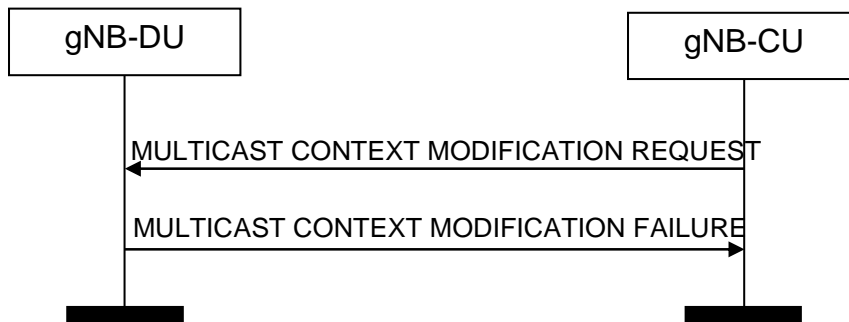 gNB-DU
gNB-CU
MULTICAST CONTEXT MODIFICATION REQUEST
MULTICAST CONTEXT MODIFICATION FAILURE